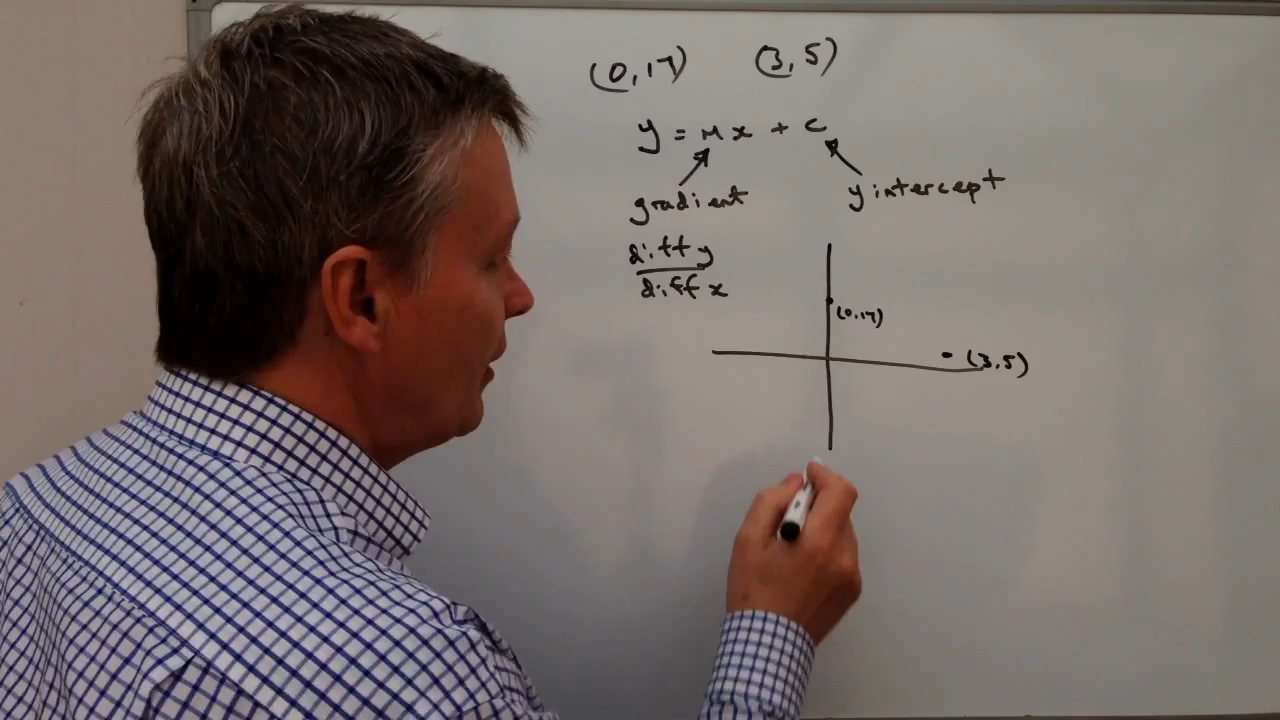 (0,17) (3,5)
y = mx + c
gradient
y intercept
diff y
diff x
(0,17)
(3,5)